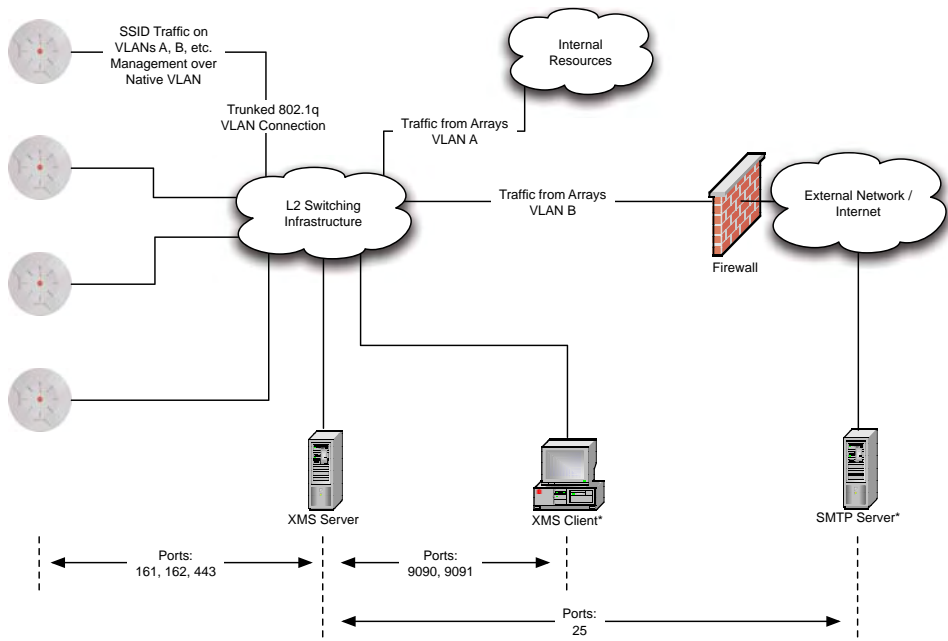 SSID Traffic on
VLANs A, B, etc.
Management over
Native VLAN
Internal
Resources
Trunked 802.1q
VLAN Connection
Traffic from Arrays
VLAN A
L2 Switching
Infrastructure
Traffic from Arrays
VLAN B
External Network /
Internet
Firewall
XMS Server
XMS Client*
SMTP Server*
Ports:
161, 162, 443
Ports:
9090, 9091
Ports:
25